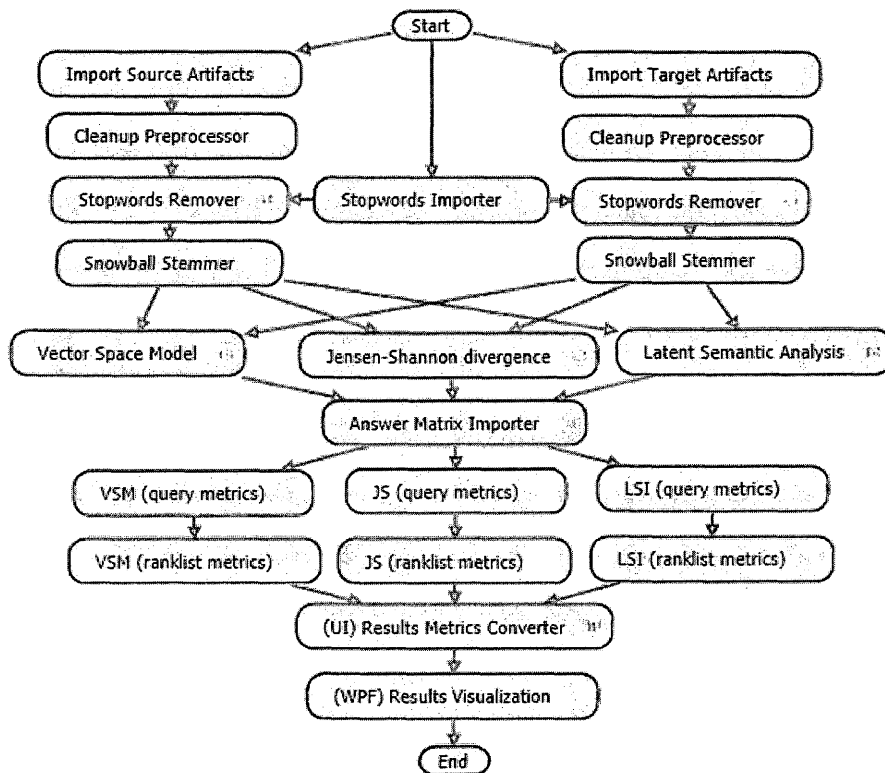 Start
Import Source Artifacts
Import Target Artifacts
Cleanup Preprocessor
Cleanup Preprocessor
Stopwords Remover
Stopwords Importer
Stopwords Remover
Snowball Stemmer
Snowball Stemmer
Vector Space Model
Jensen-Shannon divergence
Latent Semantic Analysis
Answer Matrix Importer
VSM (query metrics)
JS (query metrics)
LSI (query metrics)
VSM (ranklist metrics)
JS (ranklist metrics)
LSI (ranklist metrics)
(UI) Results Metrics Converter
(WPF) Results Visualization
End